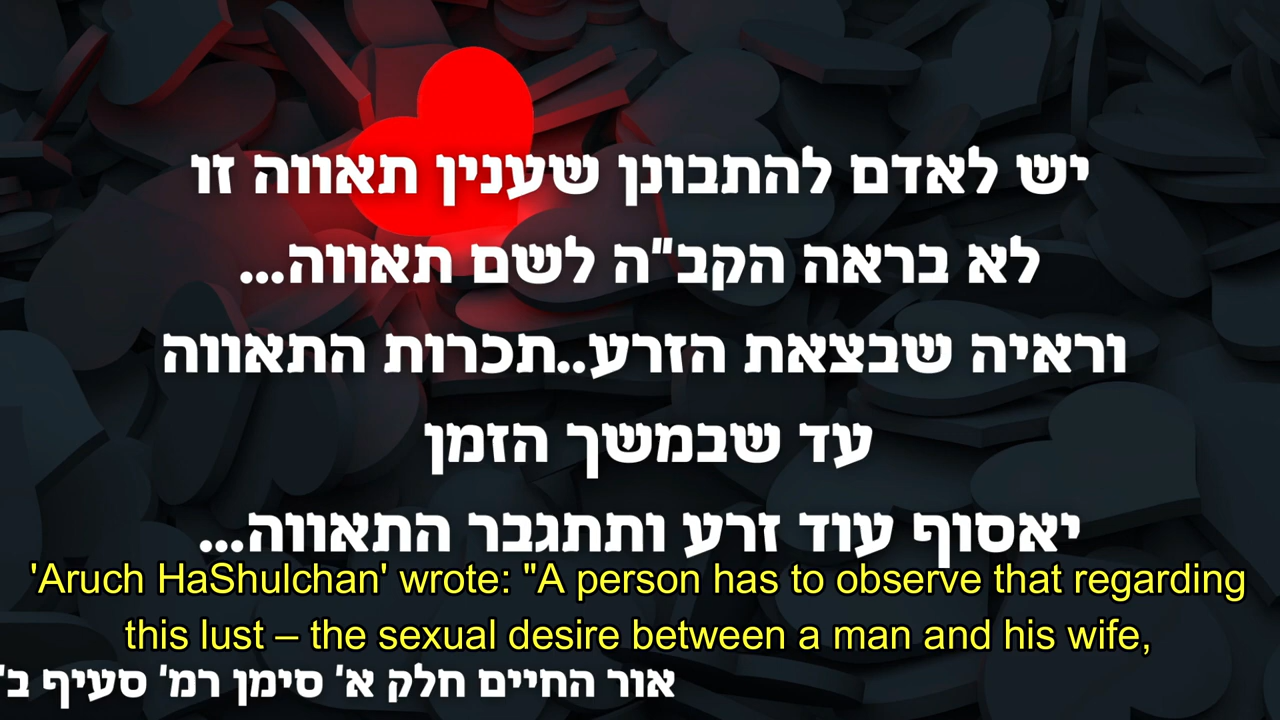 יש לאדם להתבונן שענין תאווה זו
לא בראה הקב"ה לשם תאווה...
וראיה שבצאת הזרע..תכרות התאווה
עד שבמשך הזמן
יאסוף עוד זרע ותתגבר התאווה...
'Aruch HaShulchan' wrote: "A person has to observe that regarding
this lust – the sexual desire between a man and his wife,
אור החיים חלק א' סימן רמ' סעיף ב'